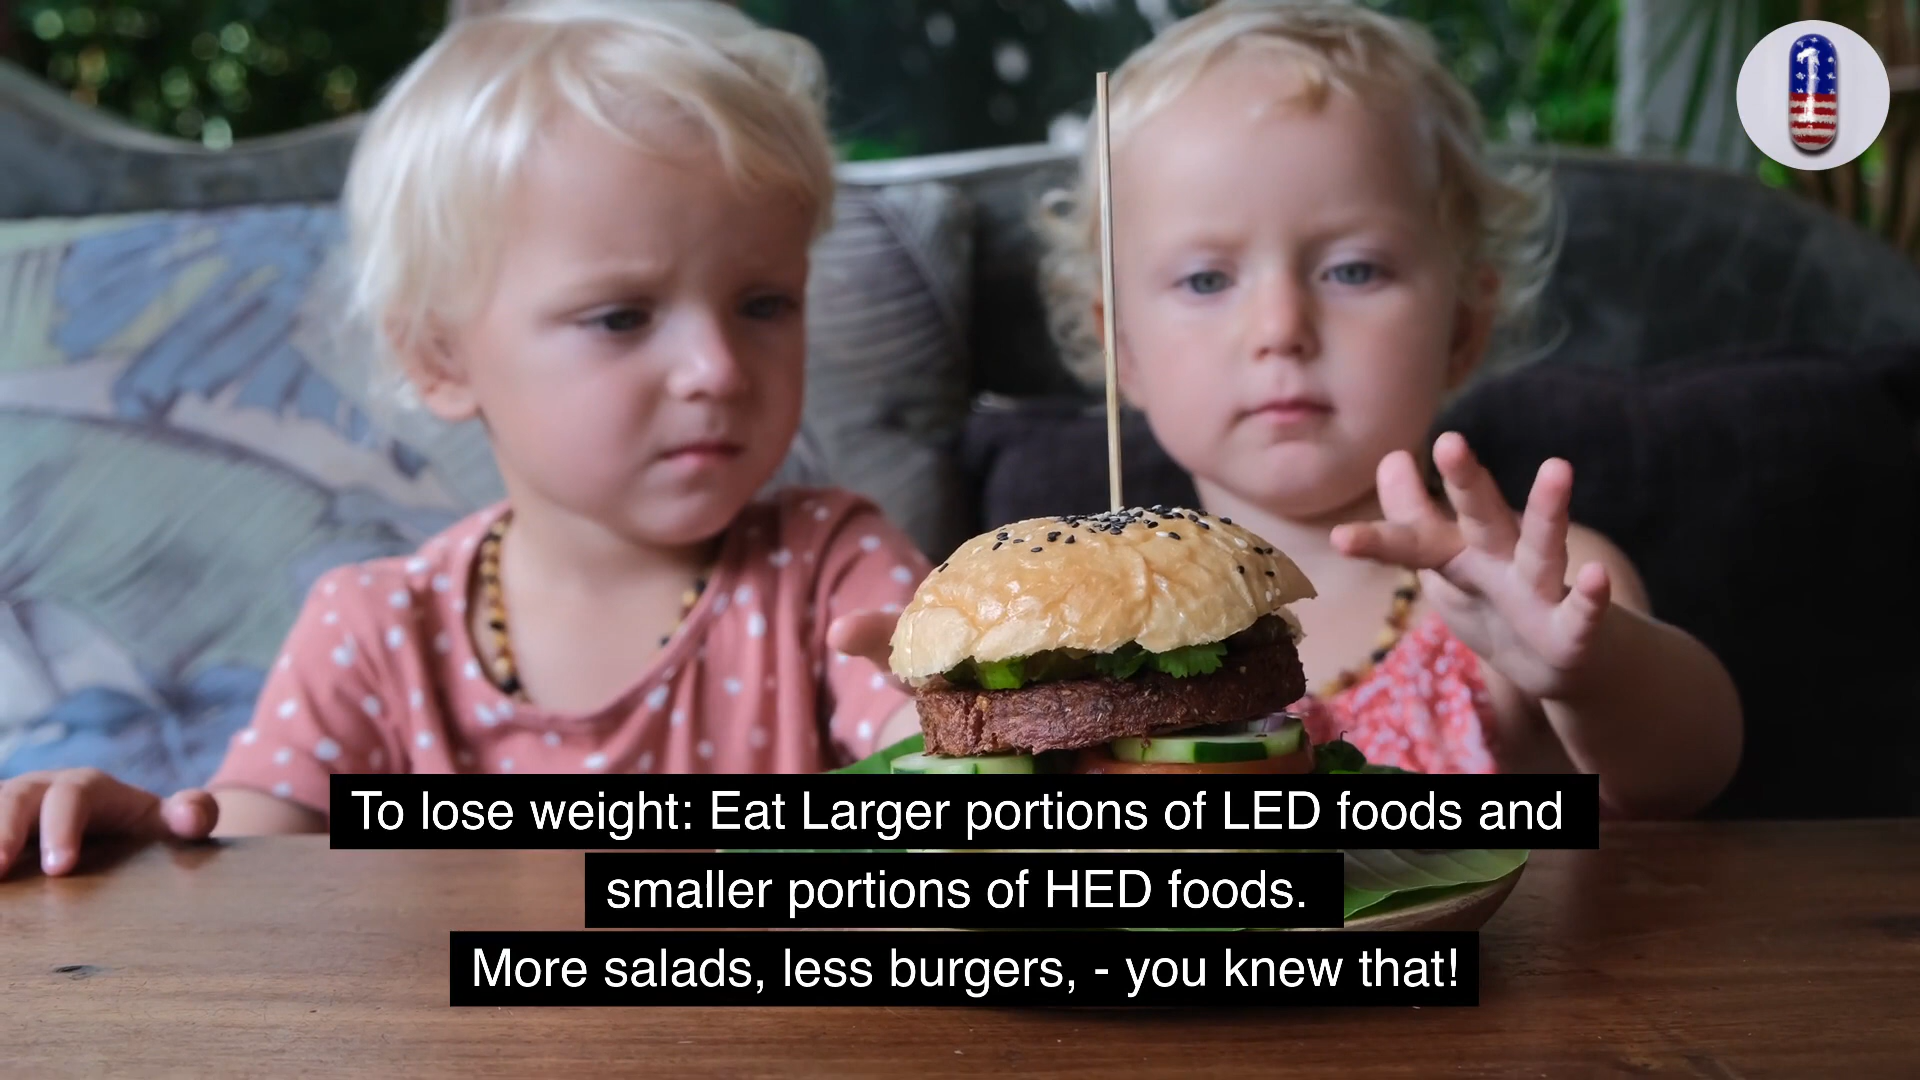 To lose weight: Eat Larger portions of LED foods and
smaller portions of HED foods.
More salads, less burgers, - you knew that!